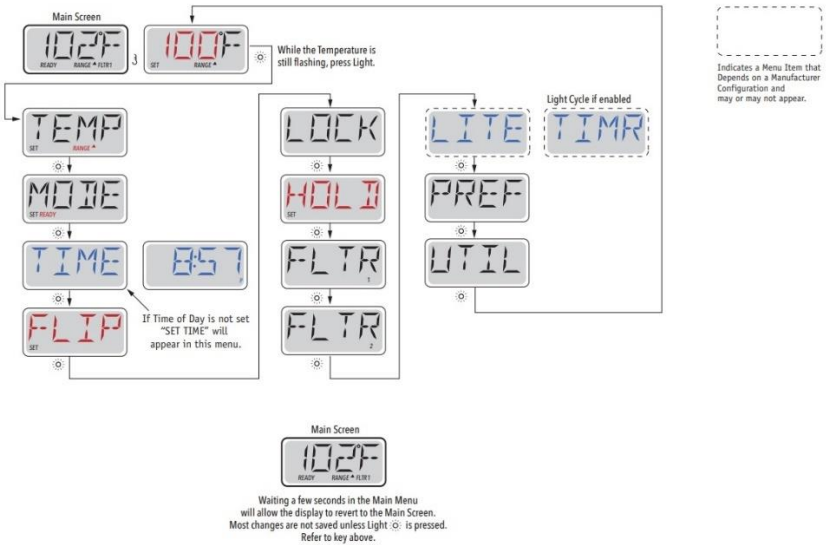 Main Screen
102°F
READY RANGE FLTR1
100°F
SET RANGE
While the Temperature is
still flashing, press Light.
TEMP
SET RANGE
MODE
SET READY
TIME
8:57
P
If Time of Day is not set
"SET TIME" will
appear in this menu.
FLIP
SET
LOCK
HOLD
SET
FLTR
1
FLTR
2
Light Cycle if enabled
LITE TIMR
PREF
UTIL
Indicates a Menu Item that
Depends on a Manufacturer
Configuration and
may or may not appear.
Main Screen
102°F
READY RANGE FLTR1
Waiting a few seconds in the Main Menu
will allow the display to revert to the Main Screen.
Most changes are not saved unless Light is pressed.
Refer to key above.